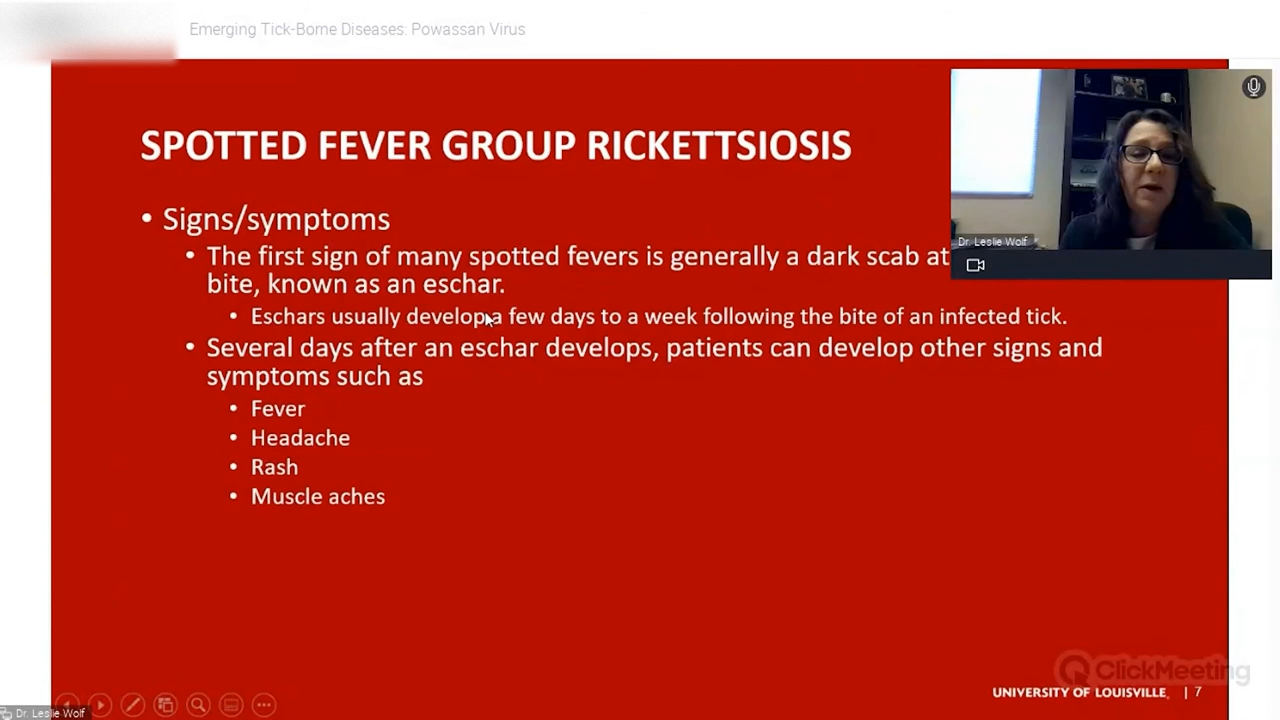 Emerging Tick-Borne Diseases: Powassan Virus
SPOTTED FEVER GROUP RICKETTSIOSIS
• Signs/symptoms
• The first sign of many spotted fevers is generally a dark scab at
bite, known as an eschar.
• Eschars usually develop a few days to a week following the bite of an infected tick.
• Several days after an eschar develops, patients can develop other signs and
symptoms such as
• Fever
• Headache
• Rash
• Muscle aches
Dr. Leslie Wolf
ClickMeeting
UNIVERSITY OF LOUISVILLE | 7
Dr. Leslie Wolf